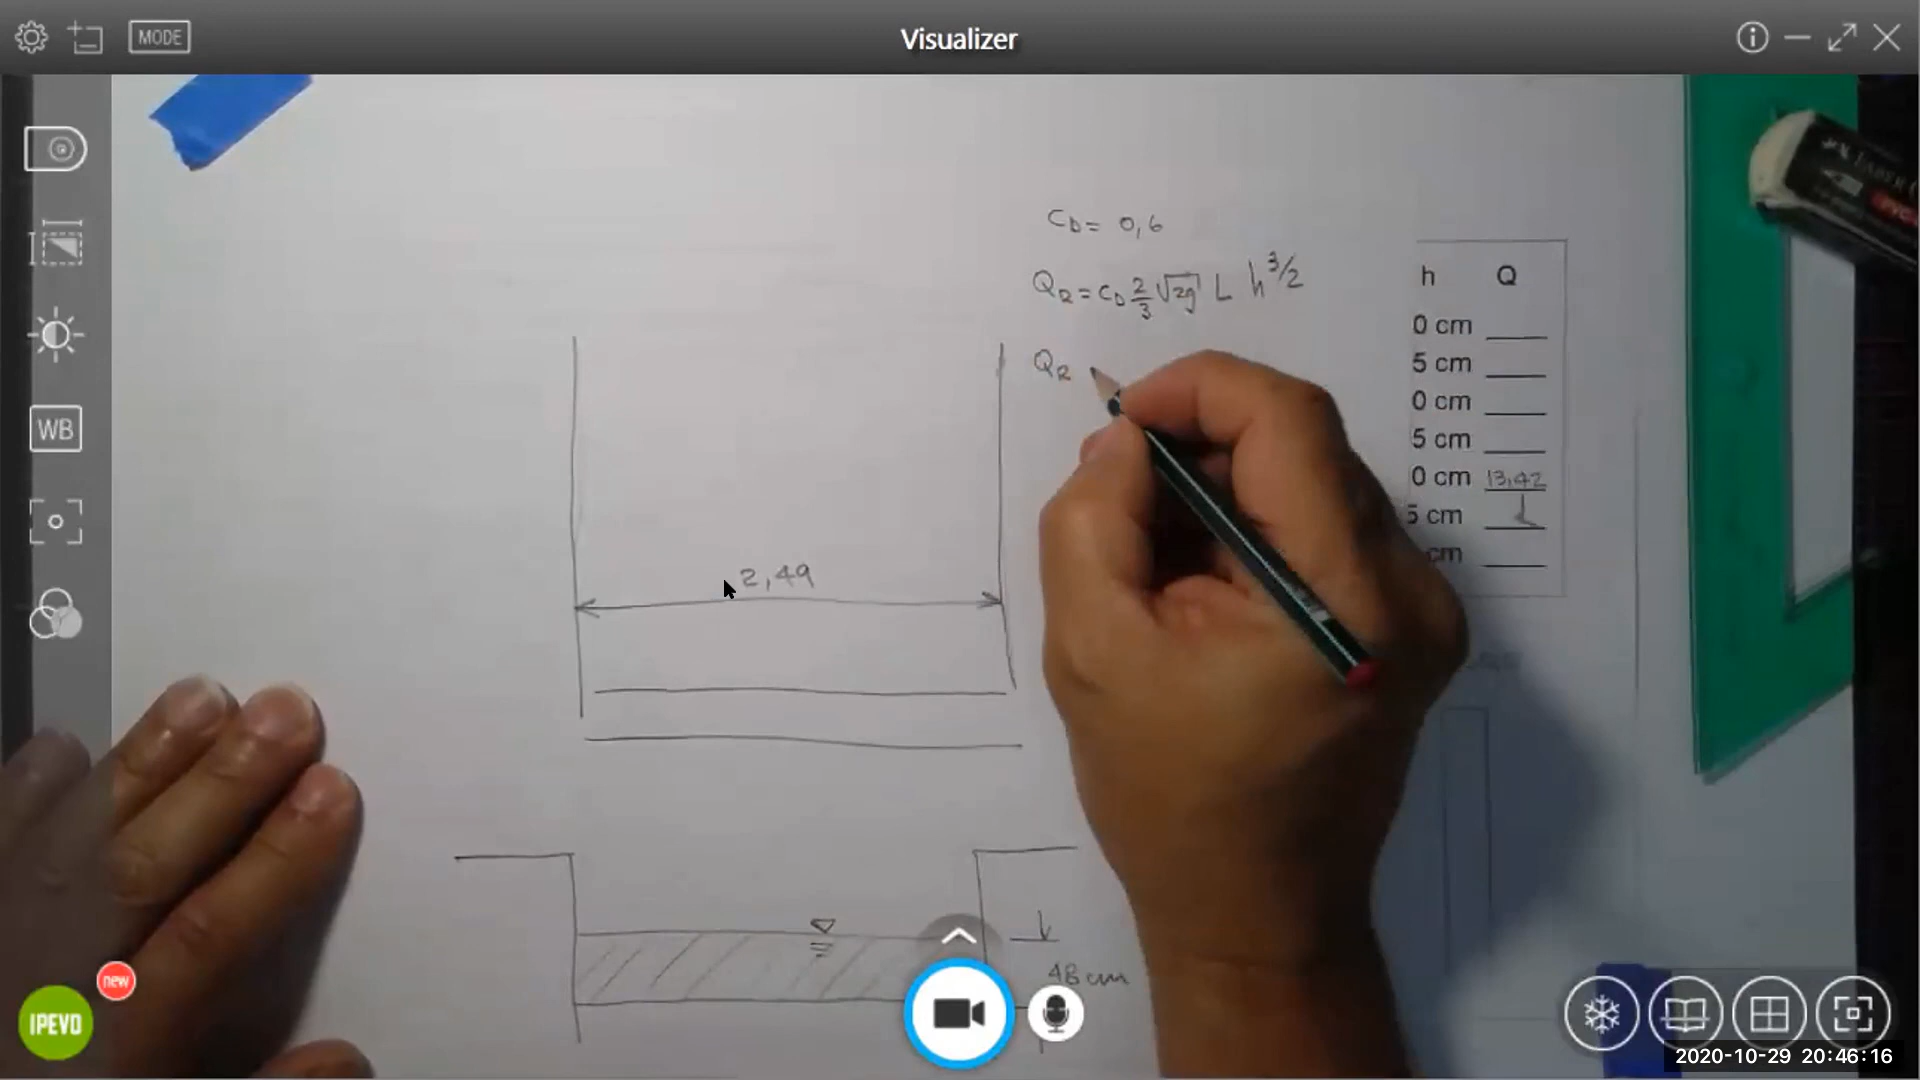 MODE
Visualizer
WB
C_D = 0,6
Q_R = C_D 2/3 √2g L h^3/2
Q_R
2,49
48 cm
h Q
0 cm
5 cm
0 cm
5 cm
0 cm 13,42
5 cm
cm
new
IPEVO
2020-10-29 20:46:16